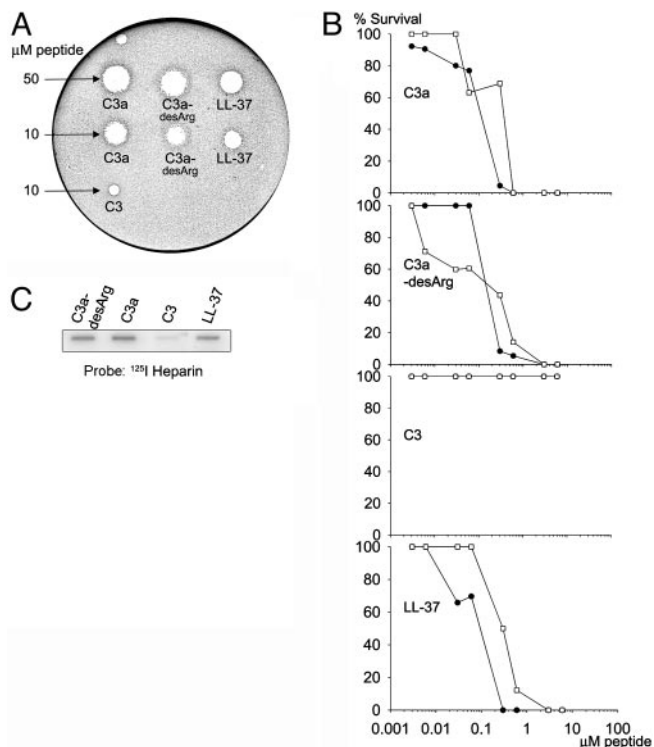 A
µM peptide
50
C3a
C3a-
desArg
LL-37
10
C3a
C3a-
desArg
LL-37
10
C3
C
C3a-
desArg
C3a
C3
LL-37
Probe: ¹²⁵I Heparin
B
% Survival
100
80
60
40
20
0
C3a
100
80
60
40
20
0
C3a
-desArg
100
80
60
40
20
0
C3
100
80
60
40
20
0
LL-37
0.001
0.01
0.1
1
10
100
µM peptide